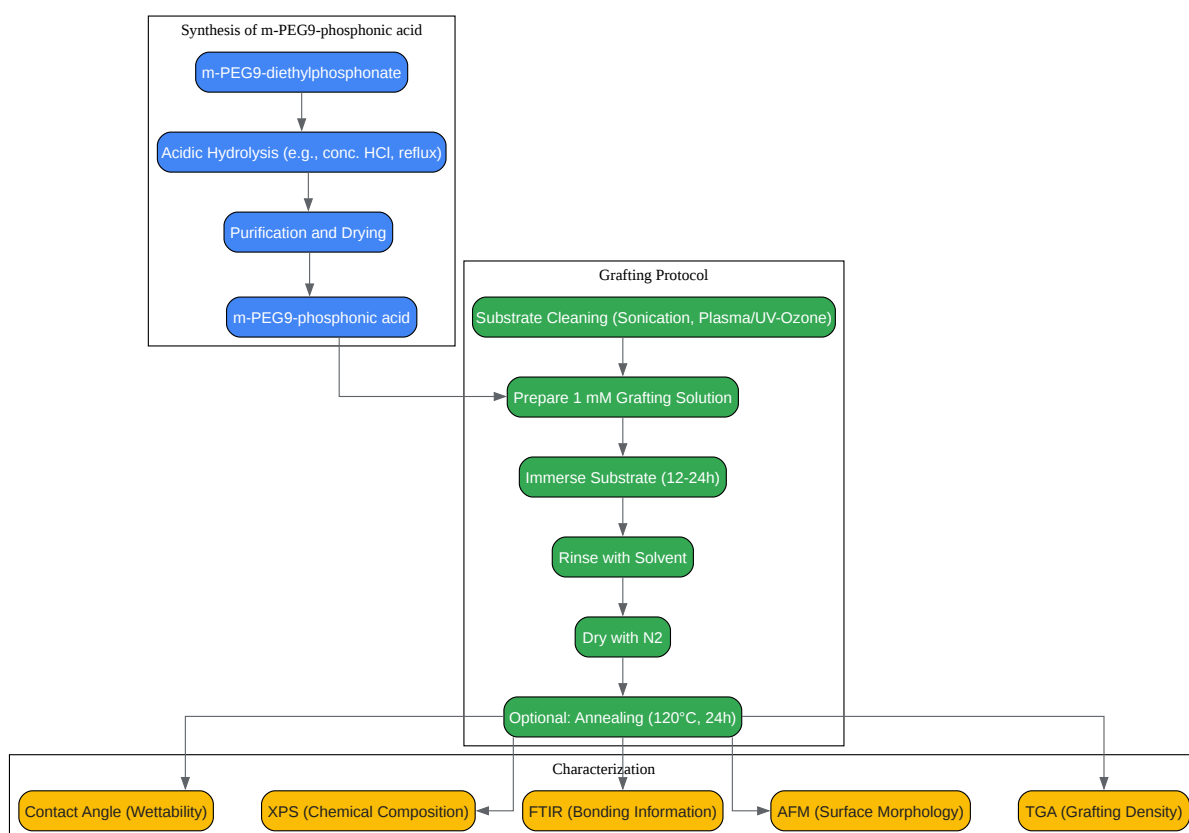 Synthesis of m-PEG9-phosphonic acid
m-PEG9-diethylphosphonate
Acidic Hydrolysis (e.g., conc. HCl, reflux)
Purification and Drying
m-PEG9-phosphonic acid
Grafting Protocol
Substrate Cleaning (Sonication, Plasma/UV-Ozone)
Prepare 1 mM Grafting Solution
Immerse Substrate (12-24h)
Rinse with Solvent
Dry with N2
Optional: Annealing (120°C, 24h)
Characterization
Contact Angle (Wettability)
XPS (Chemical Composition)
FTIR (Bonding Information)
AFM (Surface Morphology)
TGA (Grafting Density)